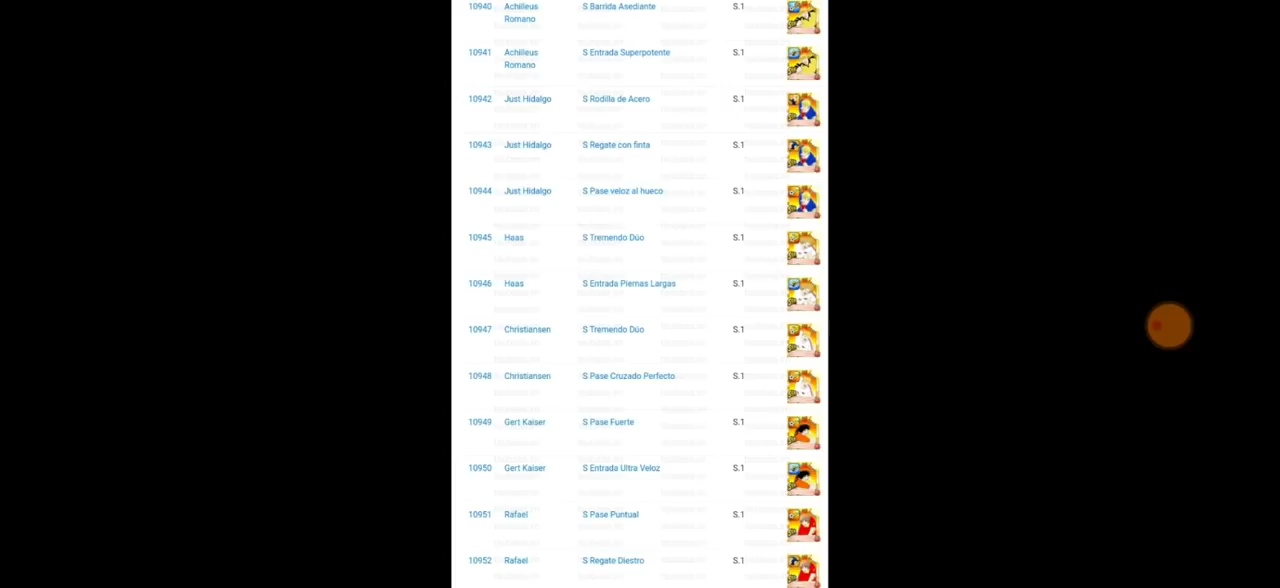 10940 Achilleus S Barrida Asediante S.1
Romano
10941 Achilleus S Entrada Superpotente S.1
Romano
10942 Just Hidalgo S Rodilla de Acero S.1
10943 Just Hidalgo S Regate con finta S.1
10944 Just Hidalgo S Pase veloz al hueco S.1
10945 Haas S Tremendo Dúo S.1
10946 Haas S Entrada Piernas Largas S.1
10947 Christiansen S Tremendo Dúo S.1
10948 Christiansen S Pase Cruzado Perfecto S.1
10949 Gert Kaiser S Pase Fuerte S.1
10950 Gert Kaiser S Entrada Ultra Veloz S.1
10951 Rafael S Pase Puntual S.1
10952 Rafael S Regate Diestro S.1